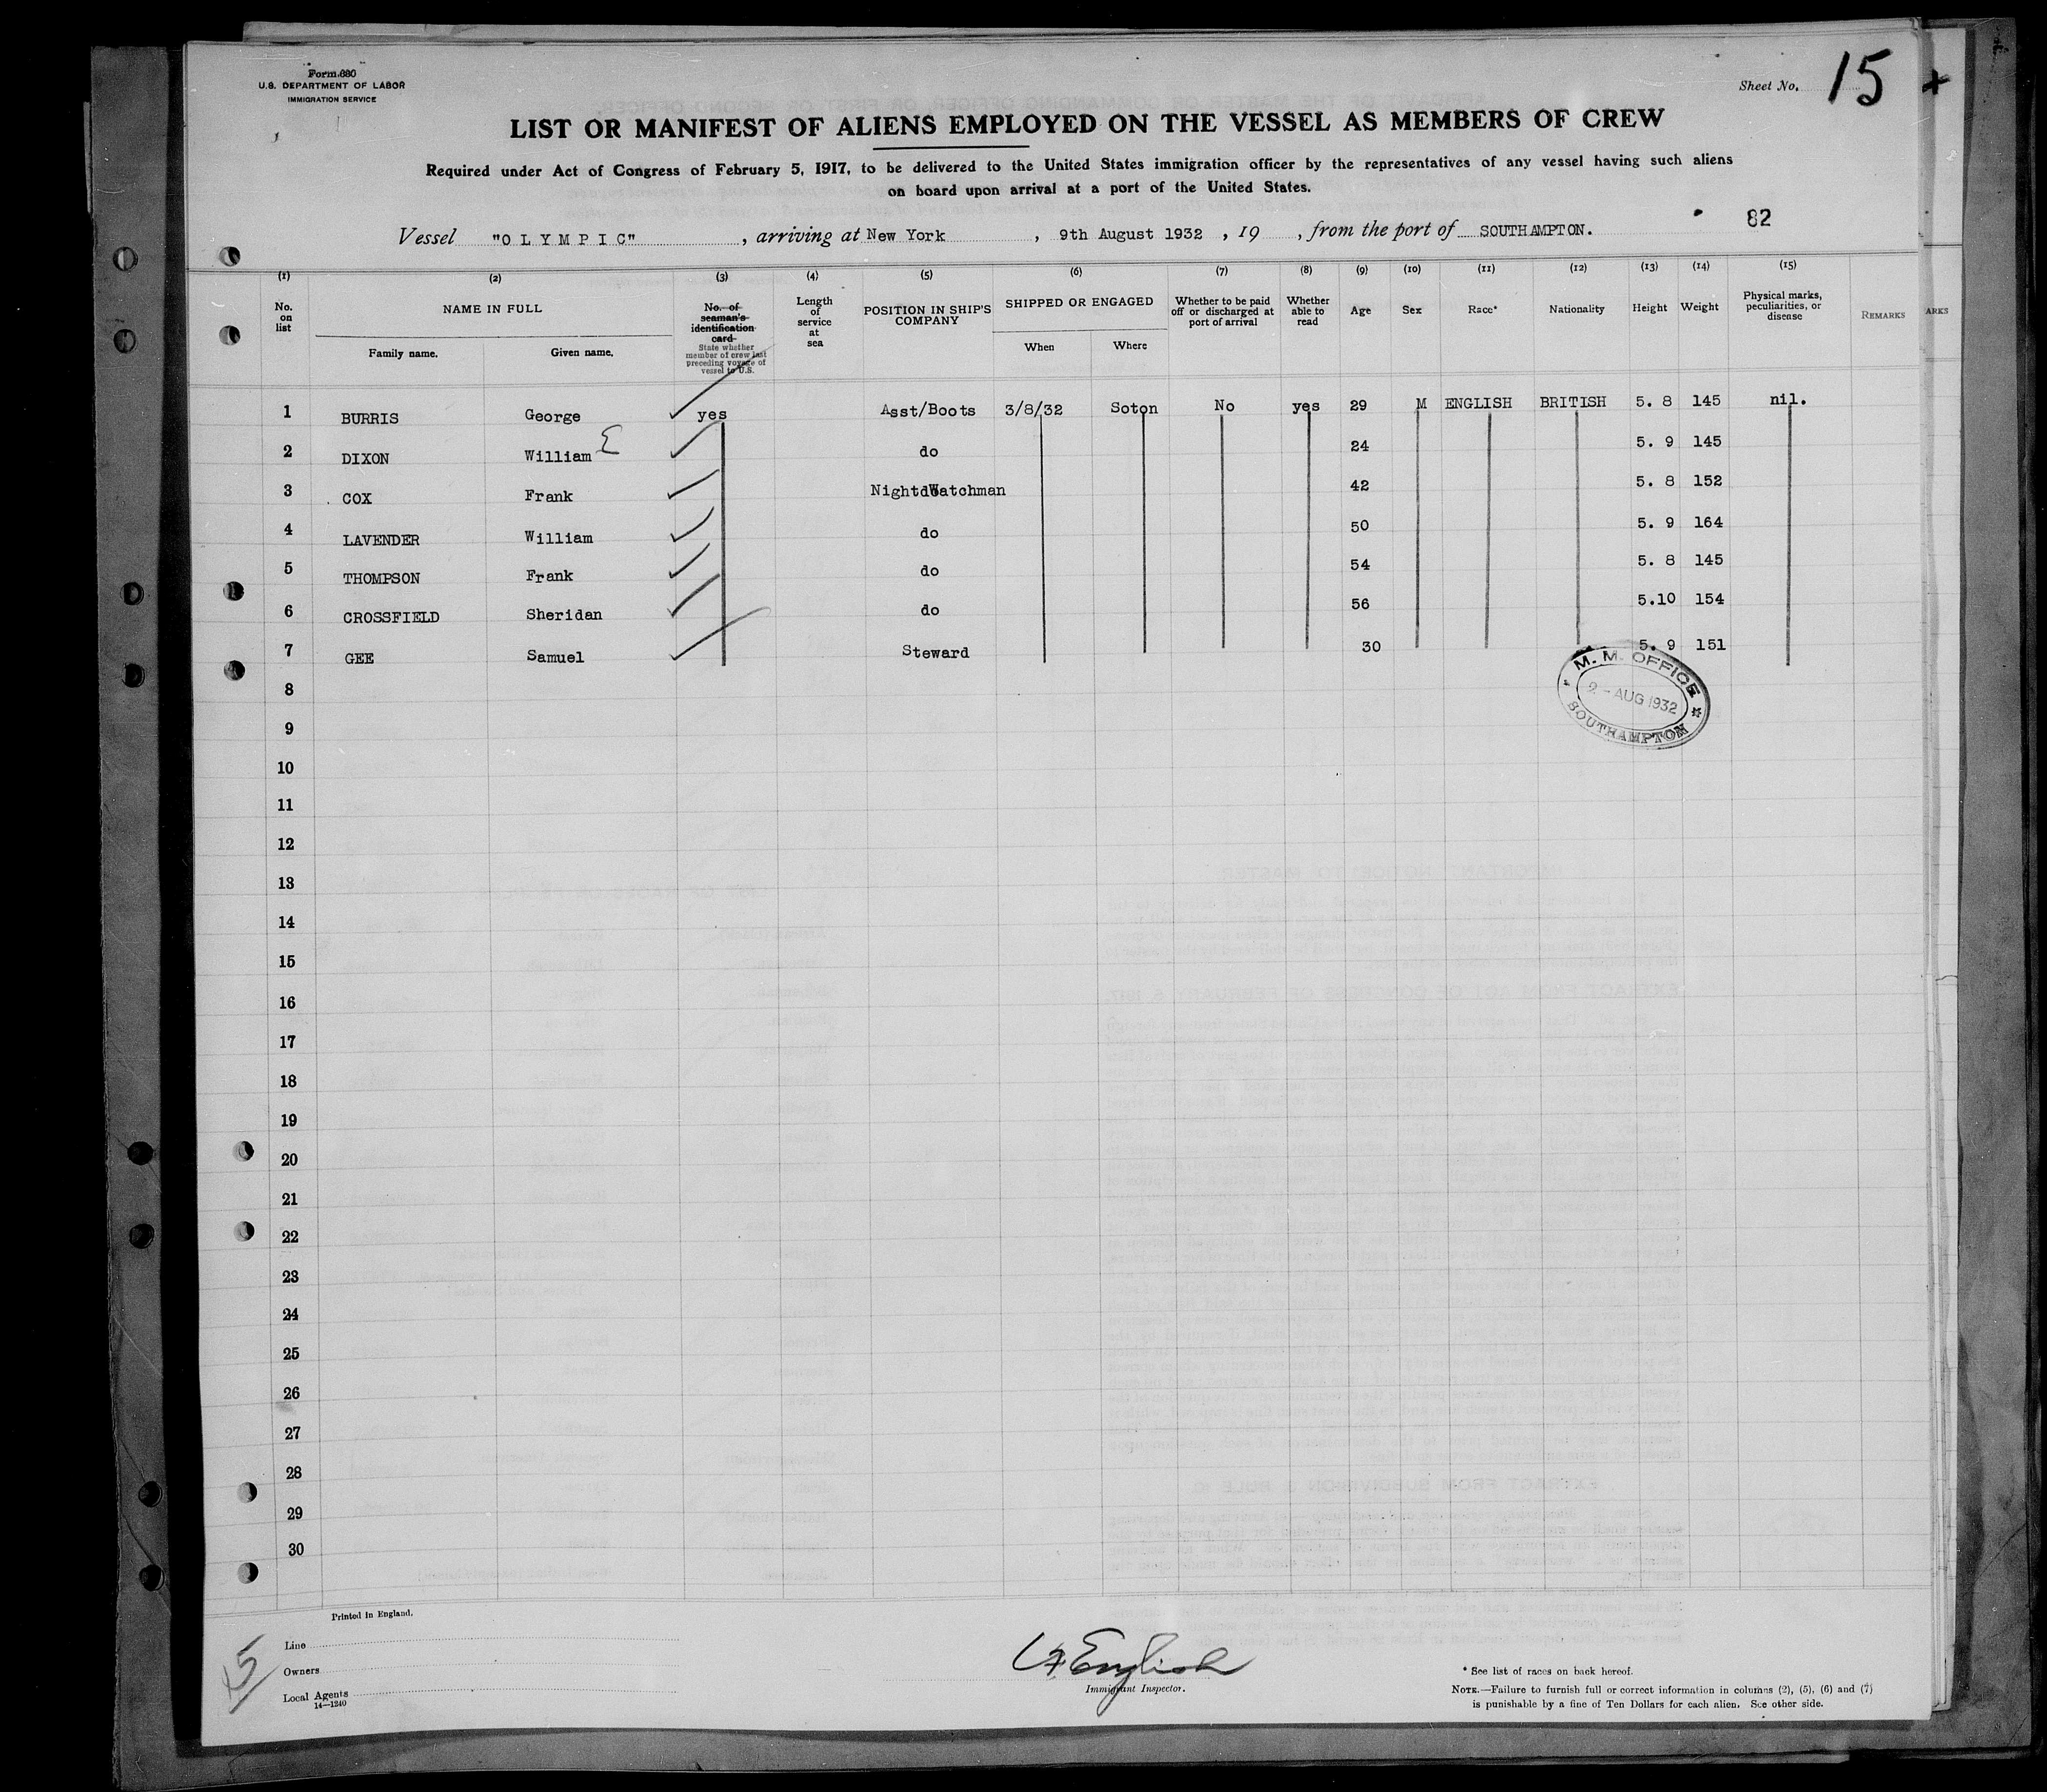 Form 680
U.S. DEPARTMENT OF LABOR
IMMIGRATION SERVICE
Sheet No. 15
LIST OR MANIFEST OF ALIENS EMPLOYED ON THE VESSEL AS MEMBERS OF CREW
Required under Act of Congress of February 5, 1917, to be delivered to the United States immigration officer by the representatives of any vessel having such aliens
on board upon arrival at a port of the United States.
82
Vessel "OLYMPIC", arriving at New York, 9th August 1932, 19 , from the port of SOUTHAMPTON.
(1) (2) (3) (4) (5) (6) (7) (8) (9) (10) (11) (12) (13) (14) (15)
No. on list
NAME IN FULL
Family name. Given name.
No. of seaman's identification card
State whether member of crew last preceding voyage of vessel to U.S.
Length of service at sea
POSITION IN SHIP'S COMPANY
SHIPPED OR ENGAGED
When Where
Whether to be paid off or discharged at port of arrival
Whether able to read
Age
Sex
Race*
Nationality
Height
Weight
Physical marks, peculiarities, or disease
REMARKS
ARKS
1 BURRIS George yes Asst/Boots 3/8/32 Soton No yes 29 M ENGLISH BRITISH 5. 8 145 nil.
2 DIXON William E do 24 5. 9 145
3 COX Frank Night Watchman 42 5. 8 152
4 LAVENDER William do 50 5. 9 164
5 THOMPSON Frank do 54 5. 8 145
6 CROSSFIELD Sheridan do 56 5.10 154
7 GEE Samuel Steward 30 5. 9 151
M. M. OFFICE
2 - AUG 1932
SOUTHAMPTON
8
9
10
11
12
13
14
15
16
17
18
19
20
21
22
23
24
25
26
27
28
29
30
Printed in England.
15
Line
Owners
Local Agents
14—1240
English
Immigrant Inspector.
* See list of races on back hereof.
NOTE.—Failure to furnish full or correct information in columns (2), (5), (6) and (7)
is punishable by a fine of Ten Dollars for each alien. See other side.